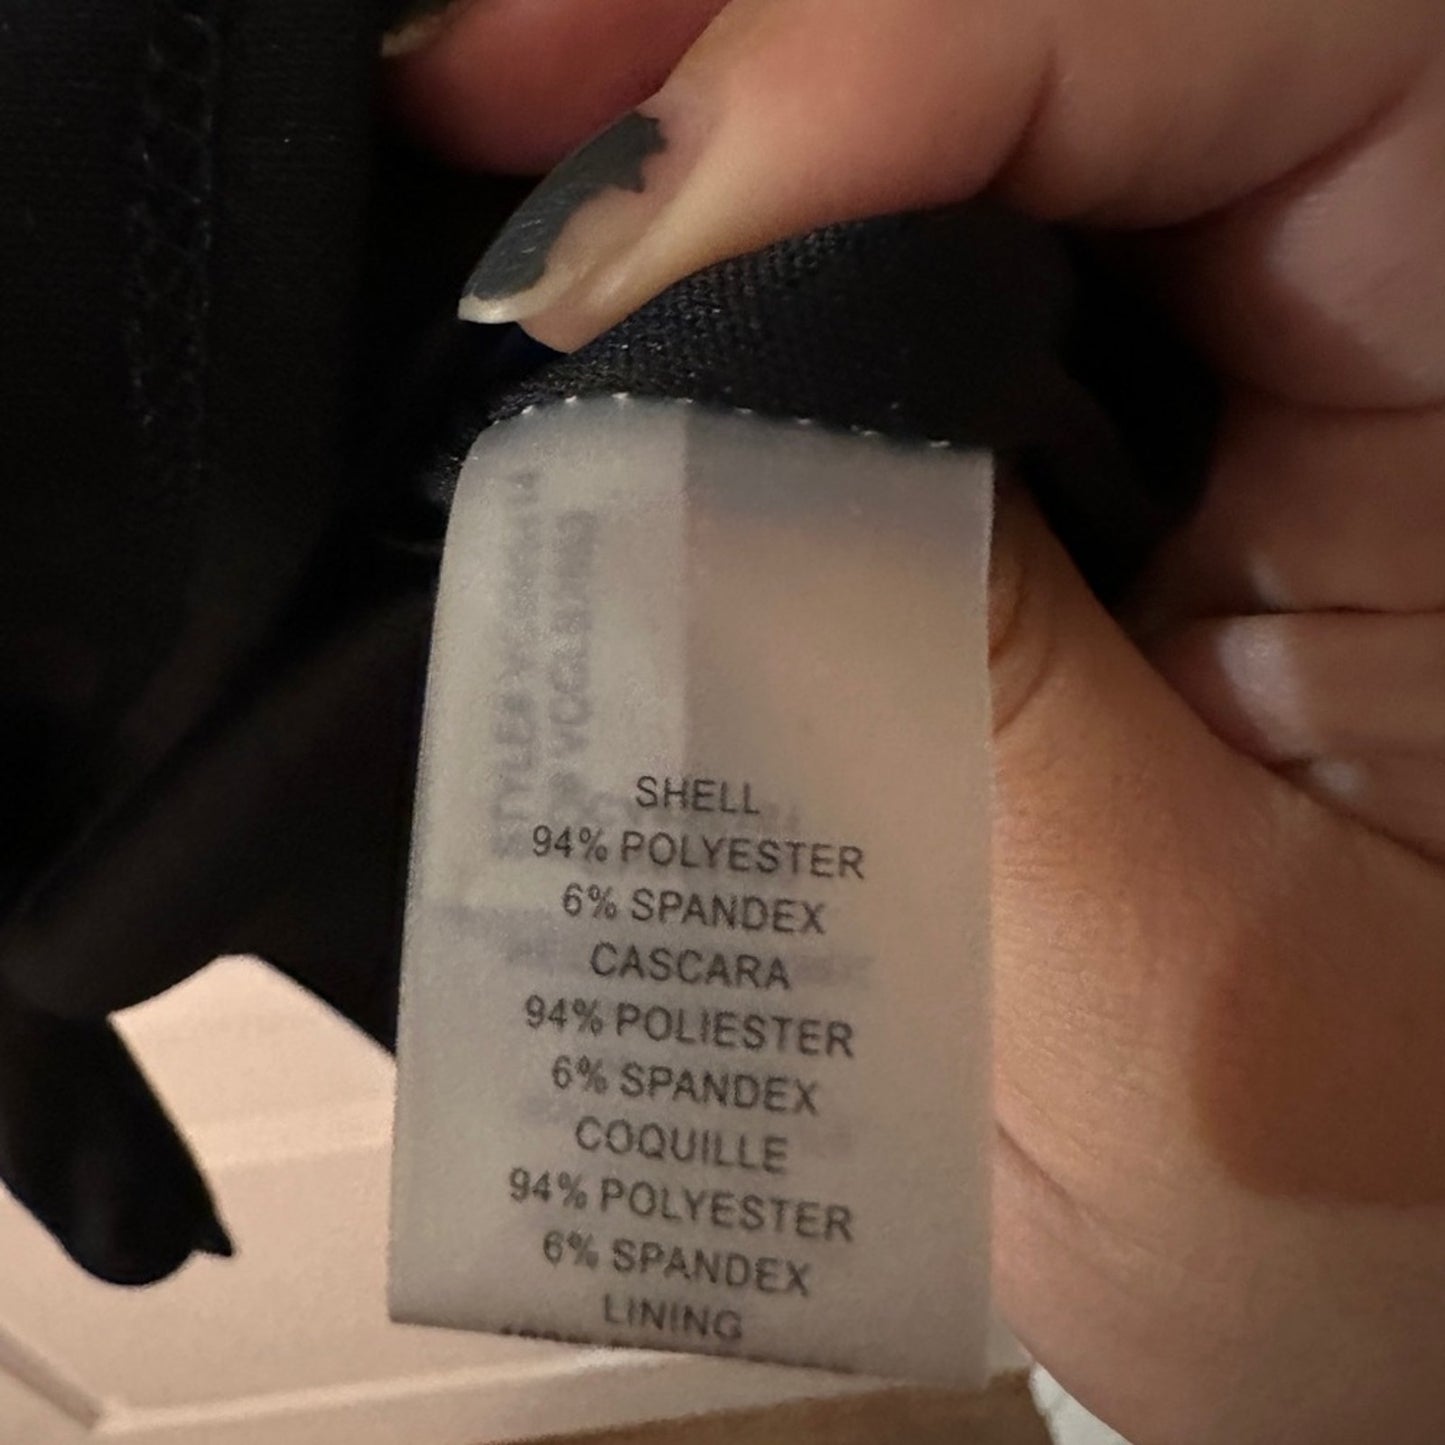 SHELL
94% POLYESTER
6% SPANDEX
CASCARA
94% POLIESTER
6% SPANDEX
COQUILLE
94% POLYESTER
6% SPANDEX
LINING